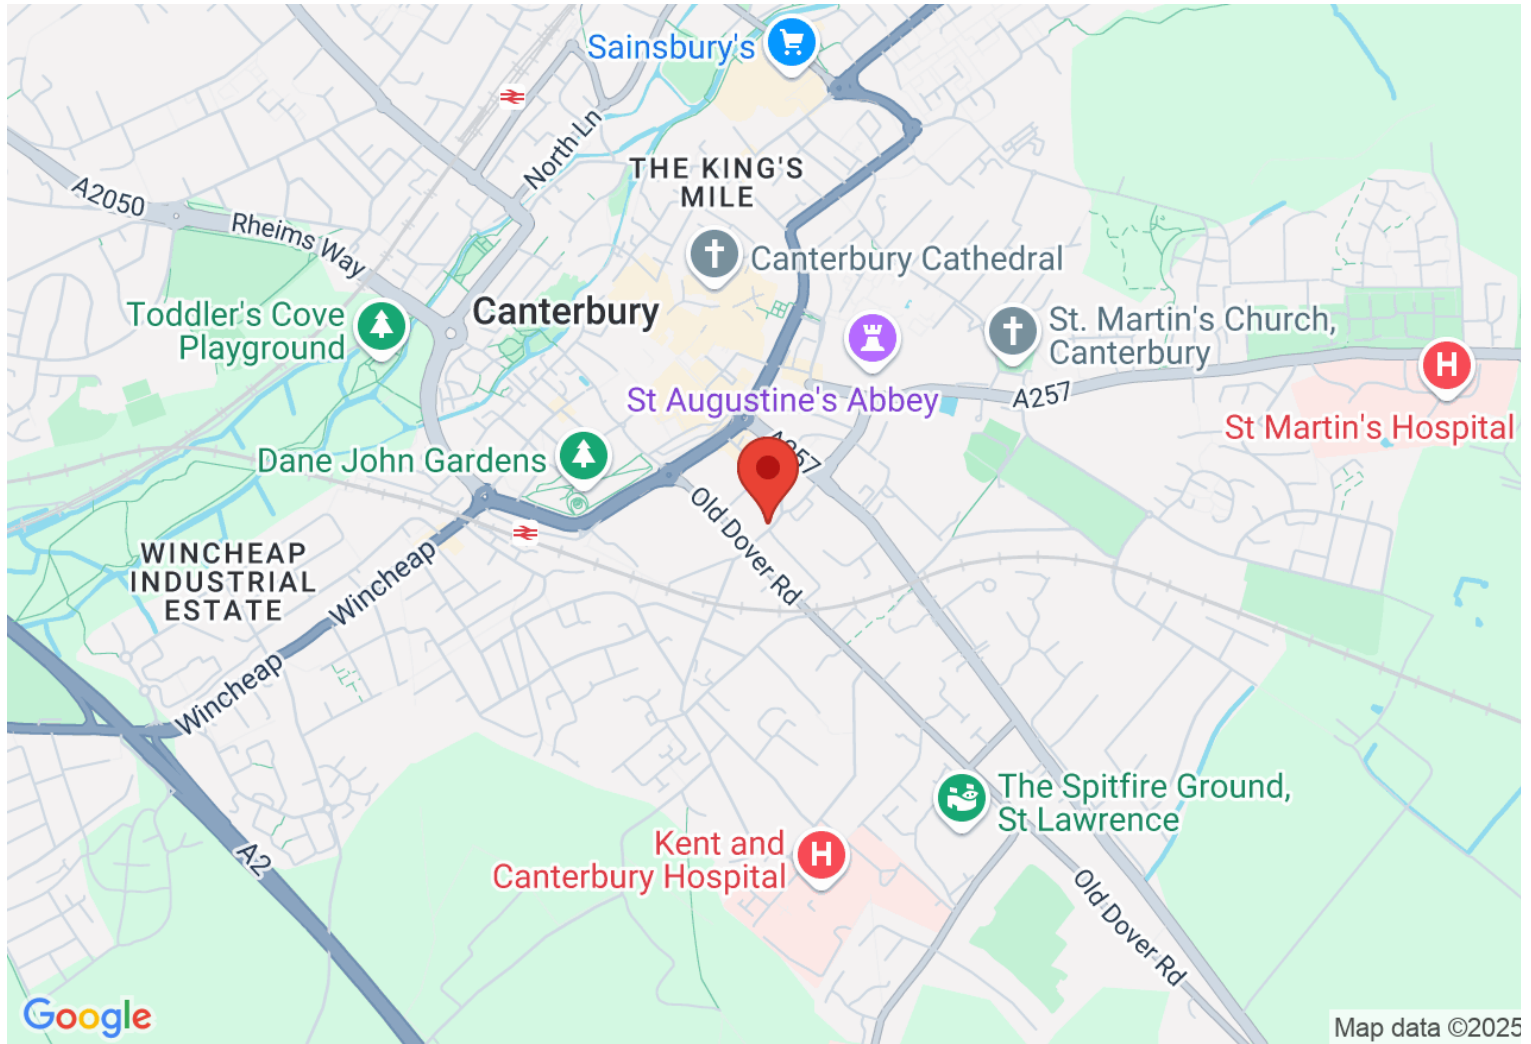 Sainsbury's
North Ln
THE KING'S
MILE
A2050
Rheims Way
Canterbury Cathedral
Canterbury
Toddler's Cove
Playground
St. Martin's Church,
Canterbury
A257
St Augustine's Abbey
H
St Martin's Hospital
A257
Dane John Gardens
Old Dover Rd
WINCHEAP
INDUSTRIAL
ESTATE
Wincheap
Wincheap
The Spitfire Ground,
St Lawrence
Kent and
Canterbury Hospital
H
A2
Old Dover Rd
Google
Map data ©2025